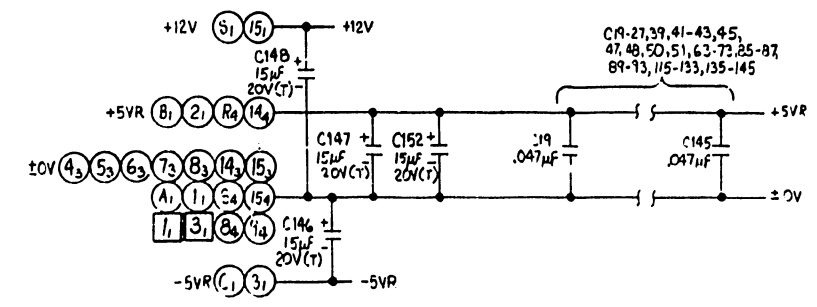 +12V S1 151 +12V
C148 +
15µF
20V(T) -
C19-27,39,41-43,45,
47,48,50,51,63-73,85-87,
89-93,115-133,135-145
+5VR B1 21 R4 144 +5VR
C147 +
15µF
20V(T) -
C152 +
15µF
20V(T) -
C19
.047µF
C145
.047µF
±0V 43 53 63 73 83 143 153
A1 11 S4 154 ±0V
11 31 84 44
C146 +
15µF -
20V(T)
-5VR C1 31 -5VR